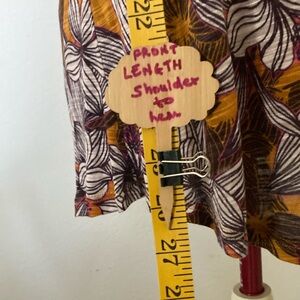 22
FRONT
LENGTH
Shoulder
to
hem
27